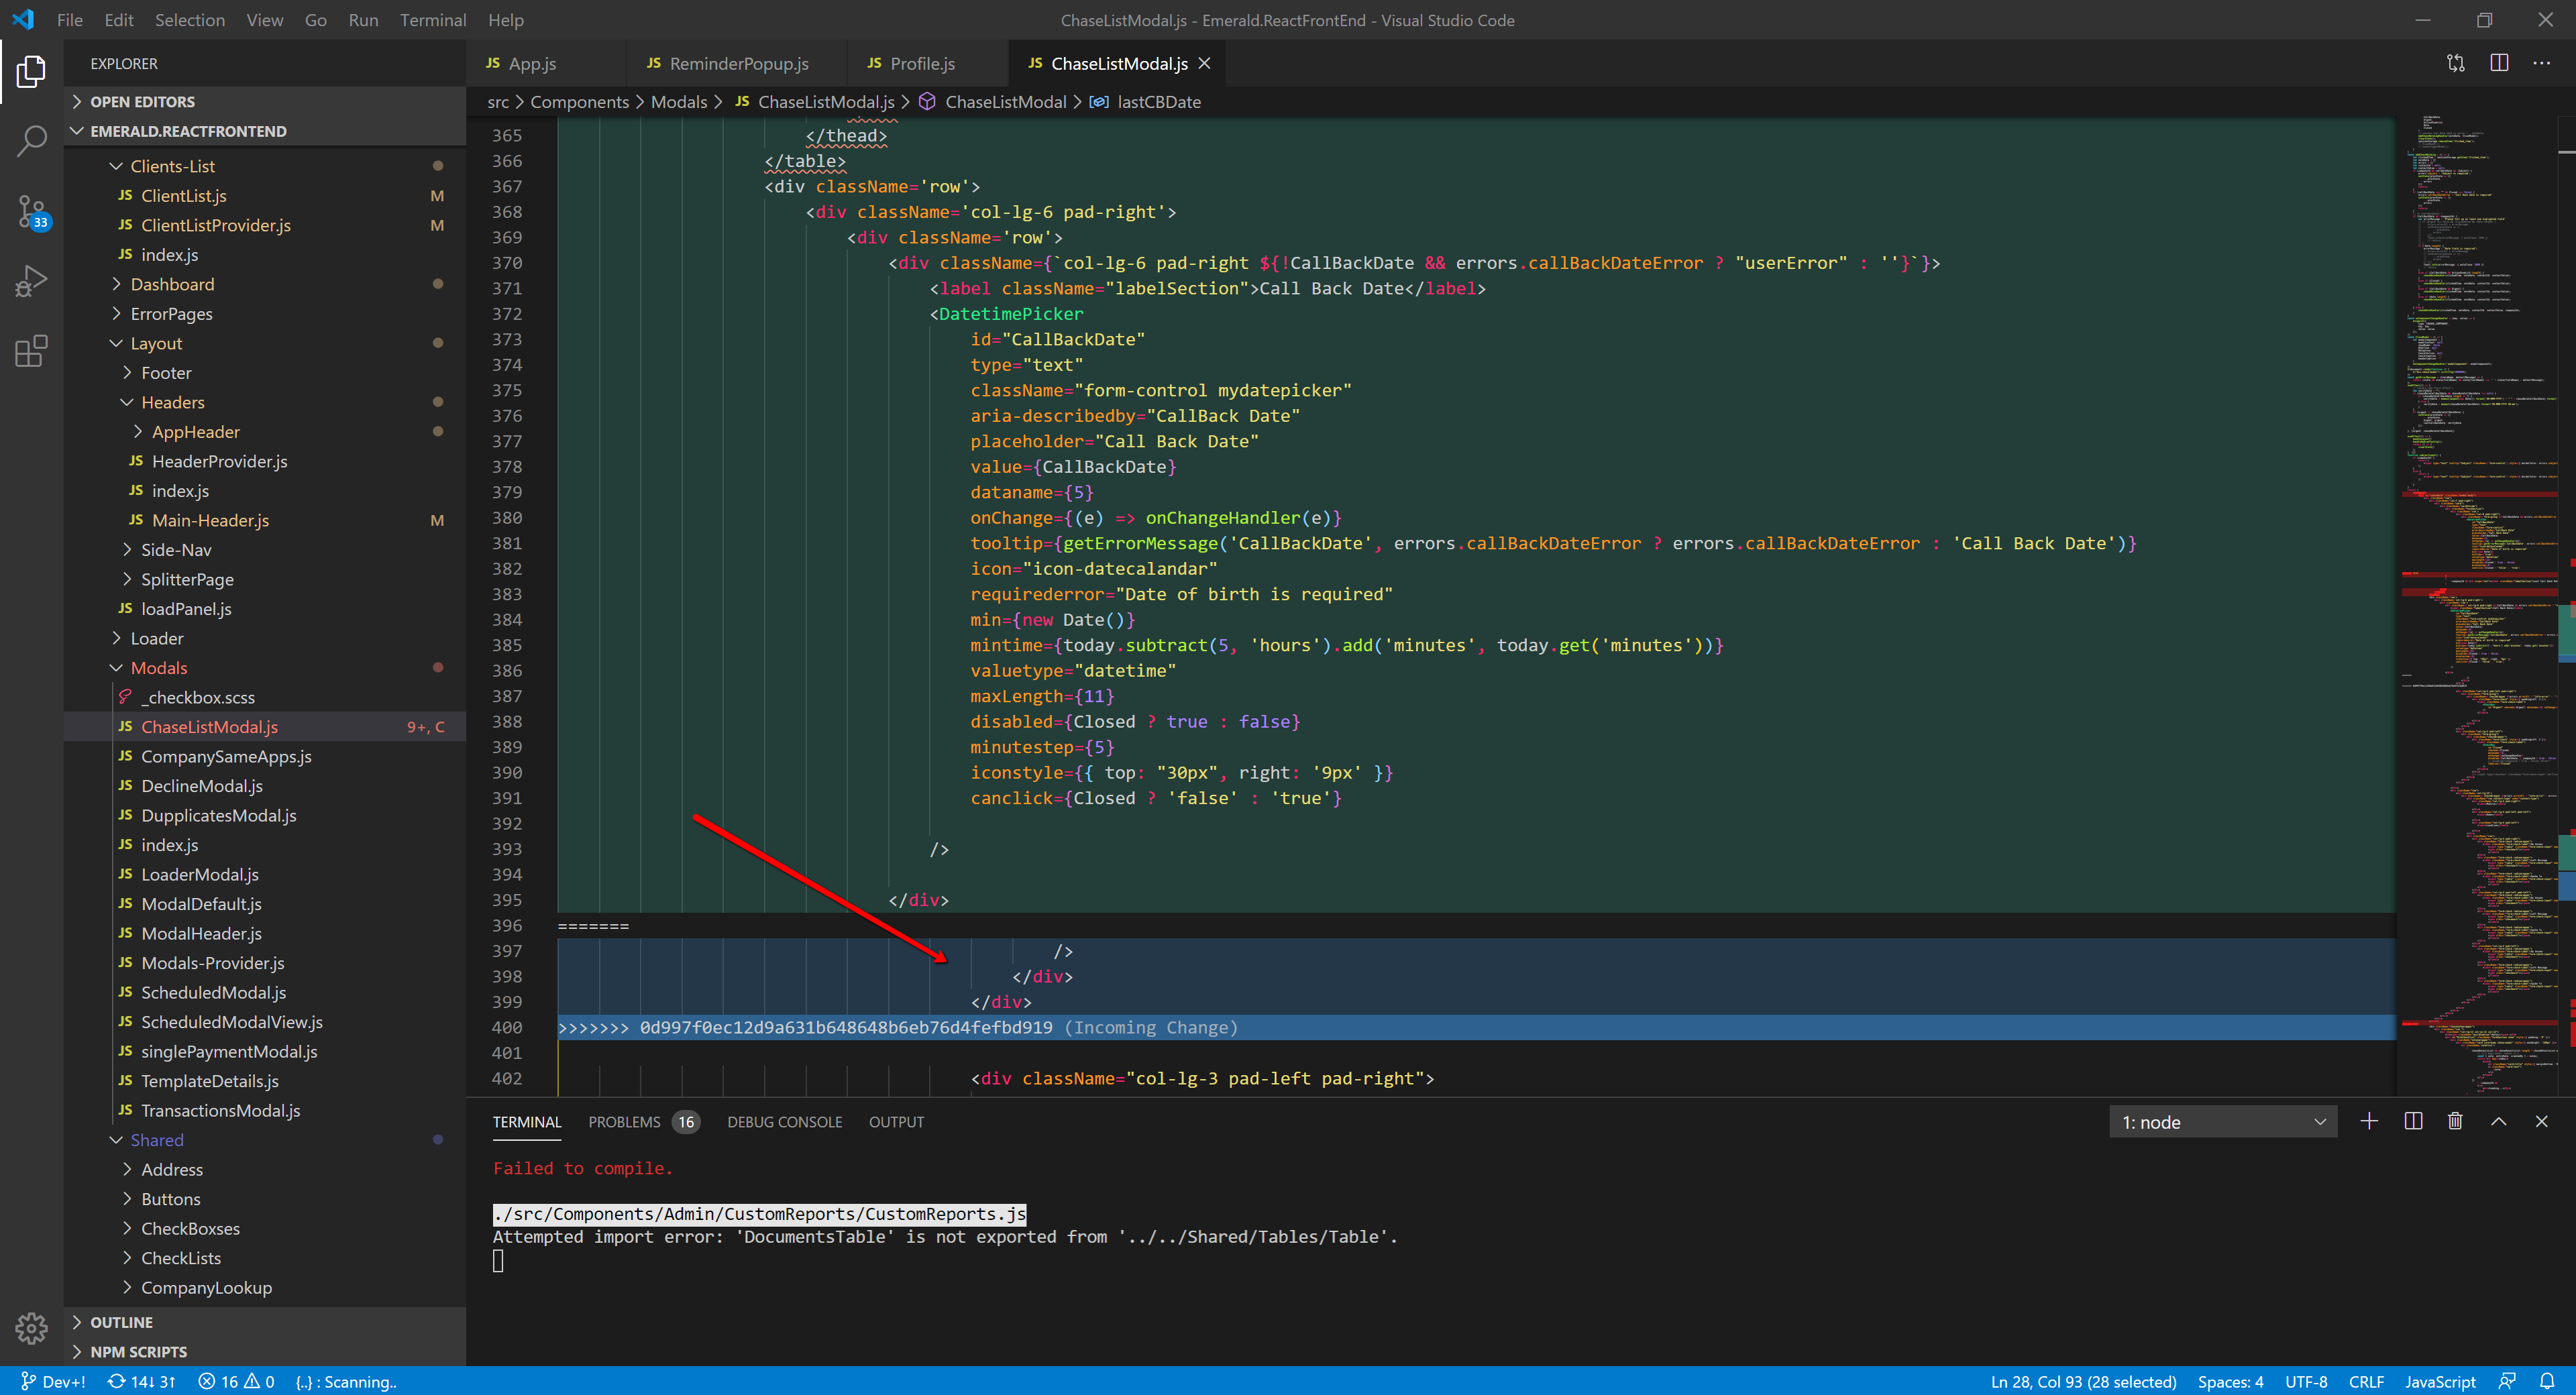 File Edit Selection View Go Run Terminal Help
ChaseListModal.js - Emerald.ReactFrontEnd - Visual Studio Code
EXPLORER
OPEN EDITORS
EMERALD.REACTFRONTEND
Clients-List
JS ClientList.js M
JS ClientListProvider.js M
JS index.js
Dashboard
ErrorPages
Layout
Footer
Headers
AppHeader
JS HeaderProvider.js
JS index.js
JS Main-Header.js M
Side-Nav
SplitterPage
JS loadPanel.js
Loader
Modals
_checkbox.scss
JS ChaseListModal.js 9+, C
JS CompanySameApps.js
JS DeclineModal.js
JS DupplicatesModal.js
JS index.js
JS LoaderModal.js
JS ModalDefault.js
JS ModalHeader.js
JS Modals-Provider.js
JS ScheduledModal.js
JS ScheduledModalView.js
JS singlePaymentModal.js
JS TemplateDetails.js
JS TransactionsModal.js
Shared
Address
Buttons
CheckBoxses
CheckLists
CompanyLookup
OUTLINE
NPM SCRIPTS
33
JS App.js JS ReminderPopup.js JS Profile.js JS ChaseListModal.js
src > Components > Modals > JS ChaseListModal.js > ChaseListModal > lastCBDate
365 </thead>
366 </table>
367 <div className='row'>
368 <div className='col-lg-6 pad-right'>
369 <div className='row'>
370 <div className={`col-lg-6 pad-right ${!CallBackDate && errors.callBackDateError ? "userError" : ''}`}>
371 <label className="labelSection">Call Back Date</label>
372 <DatetimePicker
373 id="CallBackDate"
374 type="text"
375 className="form-control mydatepicker"
376 aria-describedby="CallBack Date"
377 placeholder="Call Back Date"
378 value={CallBackDate}
379 dataname={5}
380 onChange={(e) => onChangeHandler(e)}
381 tooltip={getErrorMessage('CallBackDate', errors.callBackDateError ? errors.callBackDateError : 'Call Back Date')}
382 icon="icon-datecalandar"
383 requirederror="Date of birth is required"
384 min={new Date()}
385 mintime={today.subtract(5, 'hours').add('minutes', today.get('minutes'))}
386 valuetype="datetime"
387 maxLength={11}
388 disabled={Closed ? true : false}
389 minutestep={5}
390 iconstyle={{ top: "30px", right: '9px' }}
391 canclick={Closed ? 'false' : 'true'}
392
393 />
394
395 </div>
396 =======
397 />
398 </div>
399 </div>
400 >>>>>>> 0d997f0ec12d9a631b648648b6eb76d4fefbd919 (Incoming Change)
401
402 <div className="col-lg-3 pad-left pad-right">
TERMINAL PROBLEMS 16 DEBUG CONSOLE OUTPUT 1: node
Failed to compile.
./src/Components/Admin/CustomReports/CustomReports.js
Attempted import error: 'DocumentsTable' is not exported from '../../Shared/Tables/Table'.
Dev+! 14↓ 3↑ 16 0 {..} : Scanning.. Ln 28, Col 93 (28 selected) Spaces: 4 UTF-8 CRLF JavaScript